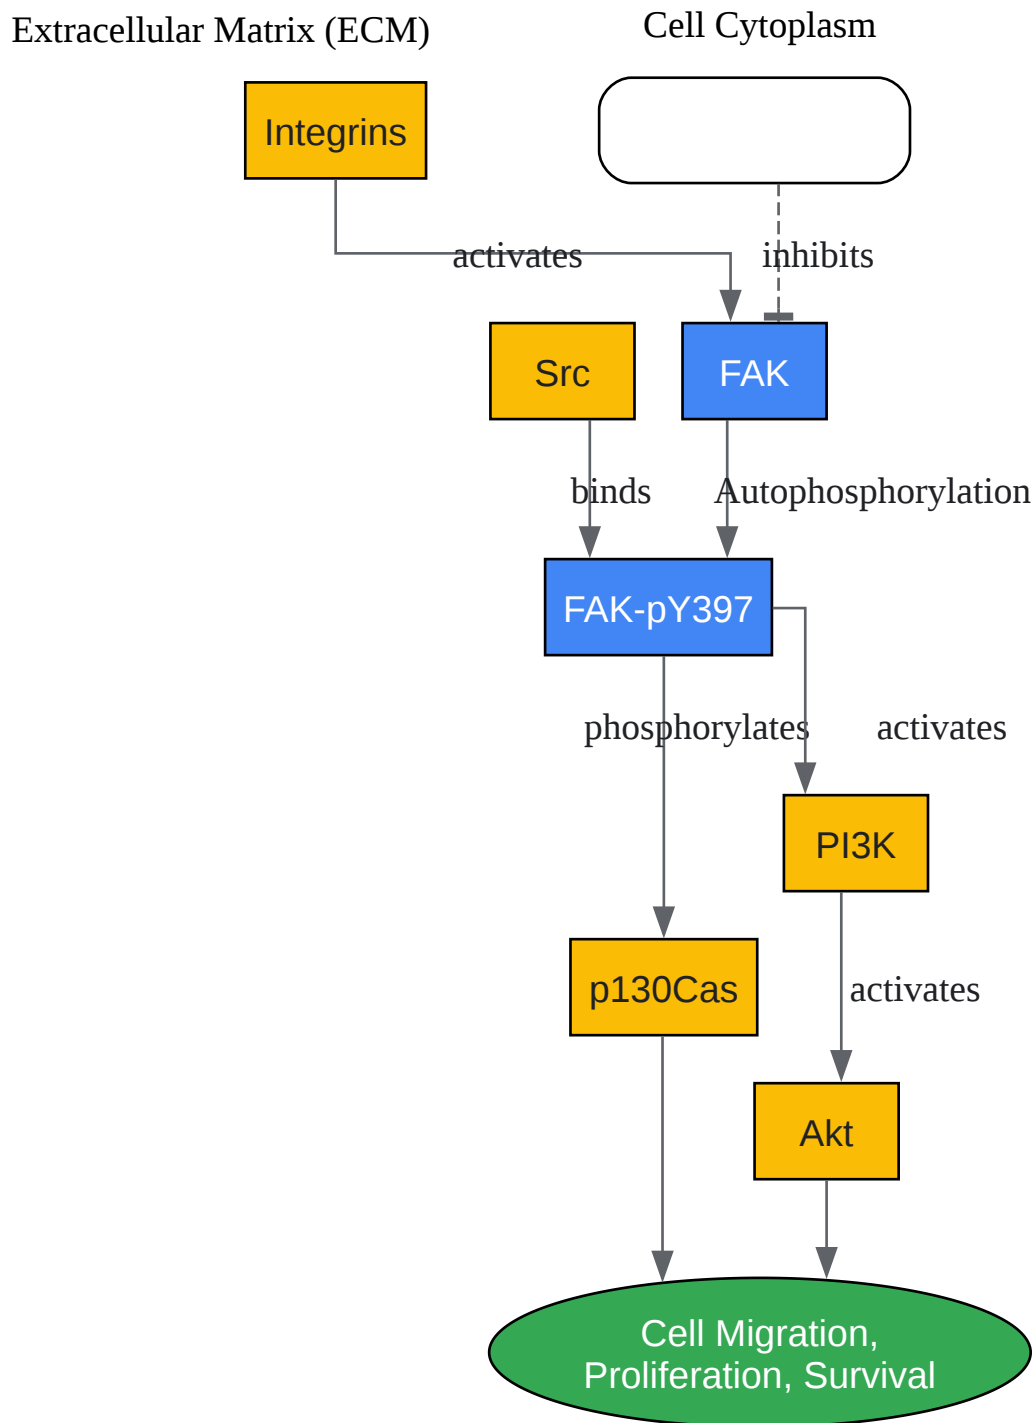 Extracellular Matrix (ECM)
Cell Cytoplasm
Integrins
activates
inhibits
Src
FAK
binds
Autophosphorylation
FAK-pY397
phosphorylates
activates
PI3K
p130Cas
activates
Akt
Cell Migration,
Proliferation, Survival